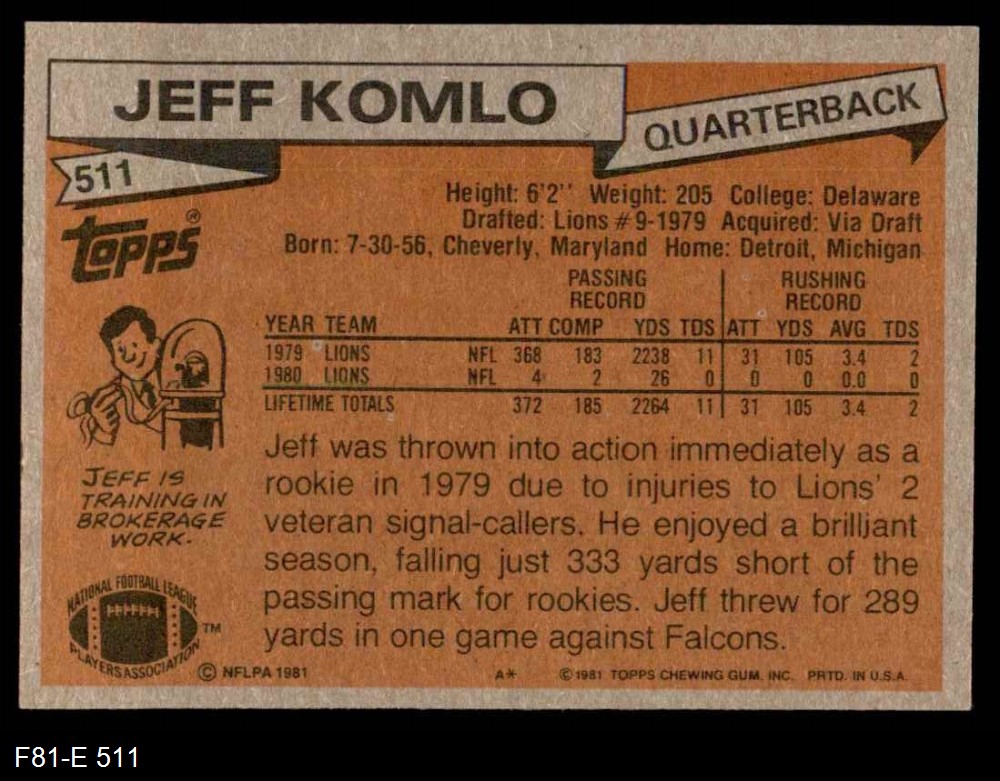 JEFF KOMLO
QUARTERBACK
511
Topps®
Height: 6'2'' Weight: 205 College: Delaware
Drafted: Lions #9-1979 Acquired: Via Draft
Born: 7-30-56, Cheverly, Maryland Home: Detroit, Michigan
PASSING RECORD RUSHING RECORD
YEAR TEAM ATT COMP YDS TDS ATT YDS AVG TDS
1979 LIONS NFL 368 183 2238 11 31 105 3.4 2
1980 LIONS NFL 4 2 26 0 0 0 0.0 0
LIFETIME TOTALS 372 185 2264 11 31 105 3.4 2
JEFF IS
TRAINING IN
BROKERAGE
WORK.
Jeff was thrown into action immediately as a
rookie in 1979 due to injuries to Lions' 2
veteran signal-callers. He enjoyed a brilliant
season, falling just 333 yards short of the
passing mark for rookies. Jeff threw for 289
yards in one game against Falcons.
NATIONAL FOOTBALL LEAGUE
PLAYERS ASSOCIATION
TM
© NFLPA 1981 A* © 1981 TOPPS CHEWING GUM, INC. PRTD. IN U.S.A.
F81-E 511